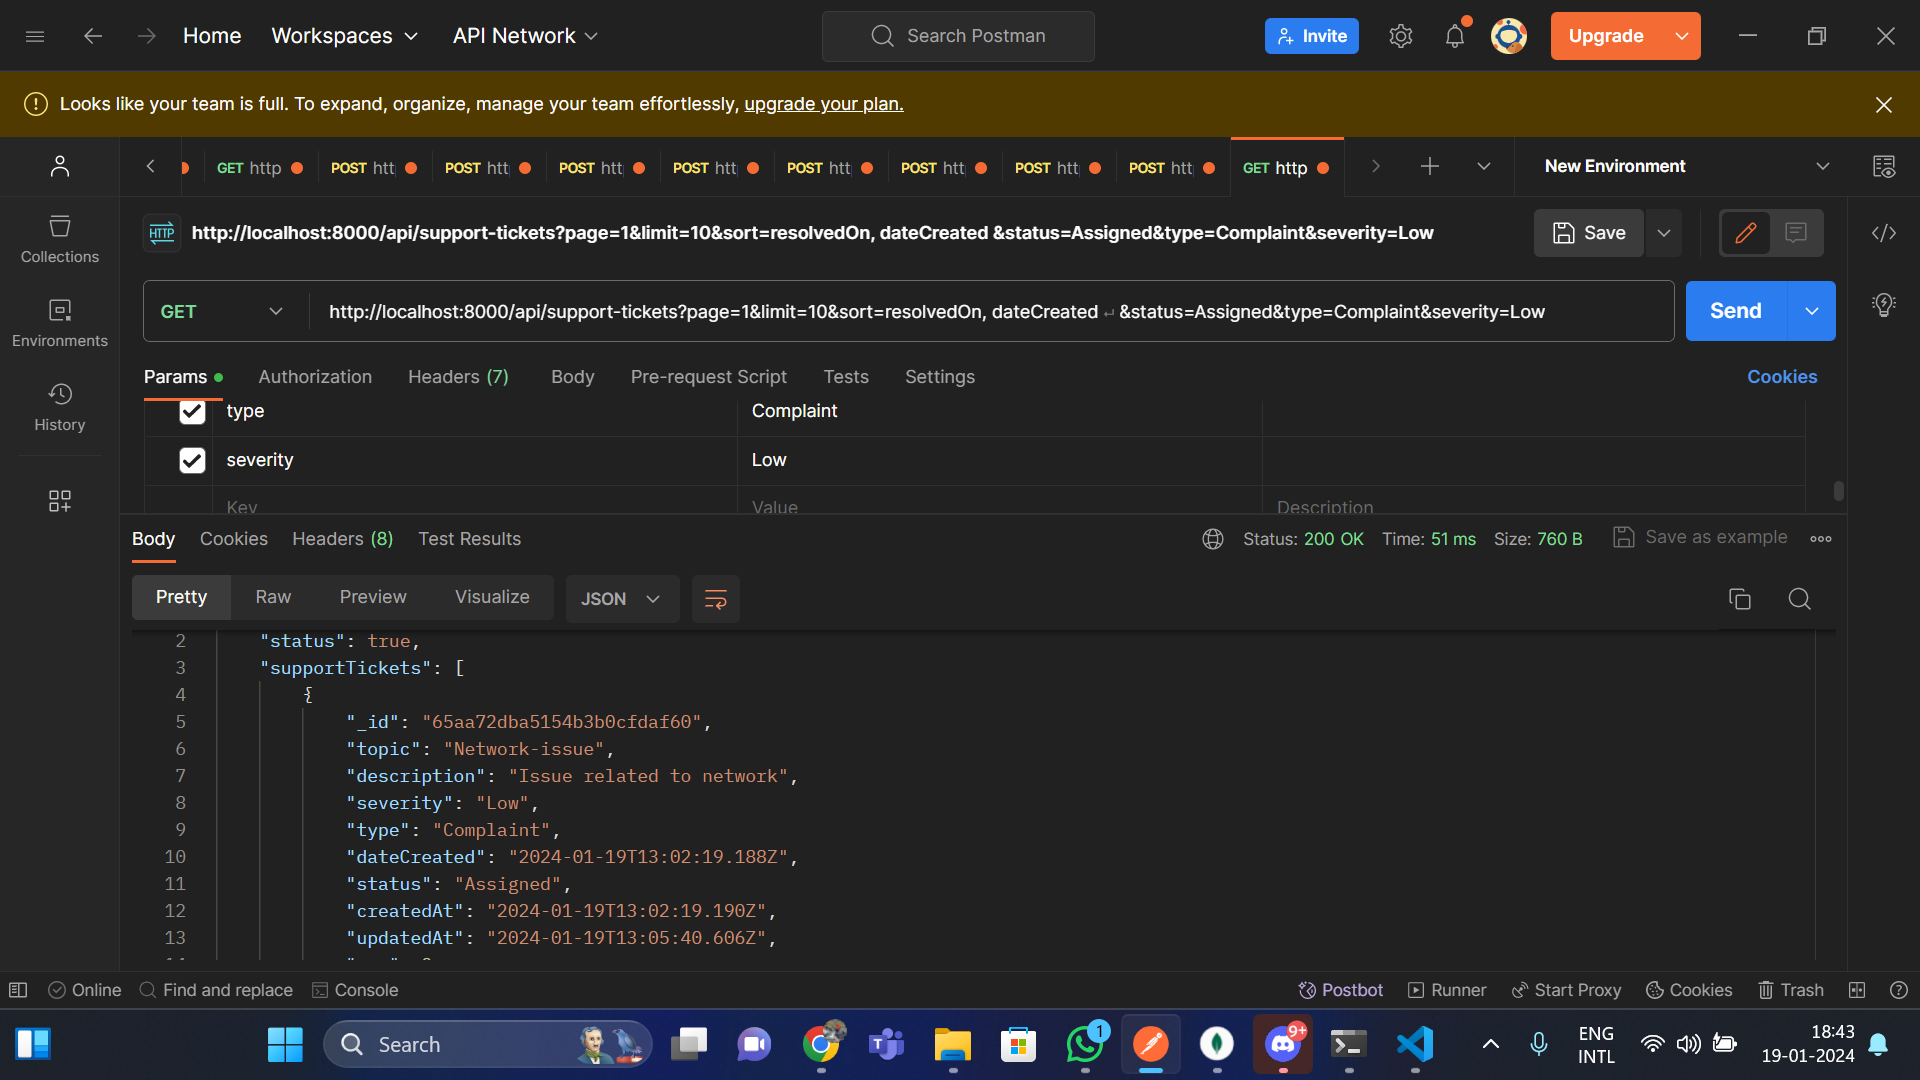 Home Workspaces API Network Search Postman Invite Upgrade
Looks like your team is full. To expand, organize, manage your team effortlessly, upgrade your plan.
GET http POST htt POST htt POST htt POST htt POST htt POST htt POST htt POST htt GET http New Environment
HTTP http://localhost:8000/api/support-tickets?page=1&limit=10&sort=resolvedOn, dateCreated &status=Assigned&type=Complaint&severity=Low Save
Collections
GET http://localhost:8000/api/support-tickets?page=1&limit=10&sort=resolvedOn, dateCreated ↵ &status=Assigned&type=Complaint&severity=Low Send
Environments
Params Authorization Headers (7) Body Pre-request Script Tests Settings Cookies
type Complaint
History
severity Low
Key Value Description
Body Cookies Headers (8) Test Results Status: 200 OK Time: 51 ms Size: 760 B Save as example
Pretty Raw Preview Visualize JSON
2 "status": true,
3 "supportTickets": [
4 {
5 "_id": "65aa72dba5154b3b0cfdaf60",
6 "topic": "Network-issue",
7 "description": "Issue related to network",
8 "severity": "Low",
9 "type": "Complaint",
10 "dateCreated": "2024-01-19T13:02:19.188Z",
11 "status": "Assigned",
12 "createdAt": "2024-01-19T13:02:19.190Z",
13 "updatedAt": "2024-01-19T13:05:40.606Z",
Online Find and replace Console Postbot Runner Start Proxy Cookies Trash
Search 1 9+ ENG 18:43
INTL 19-01-2024